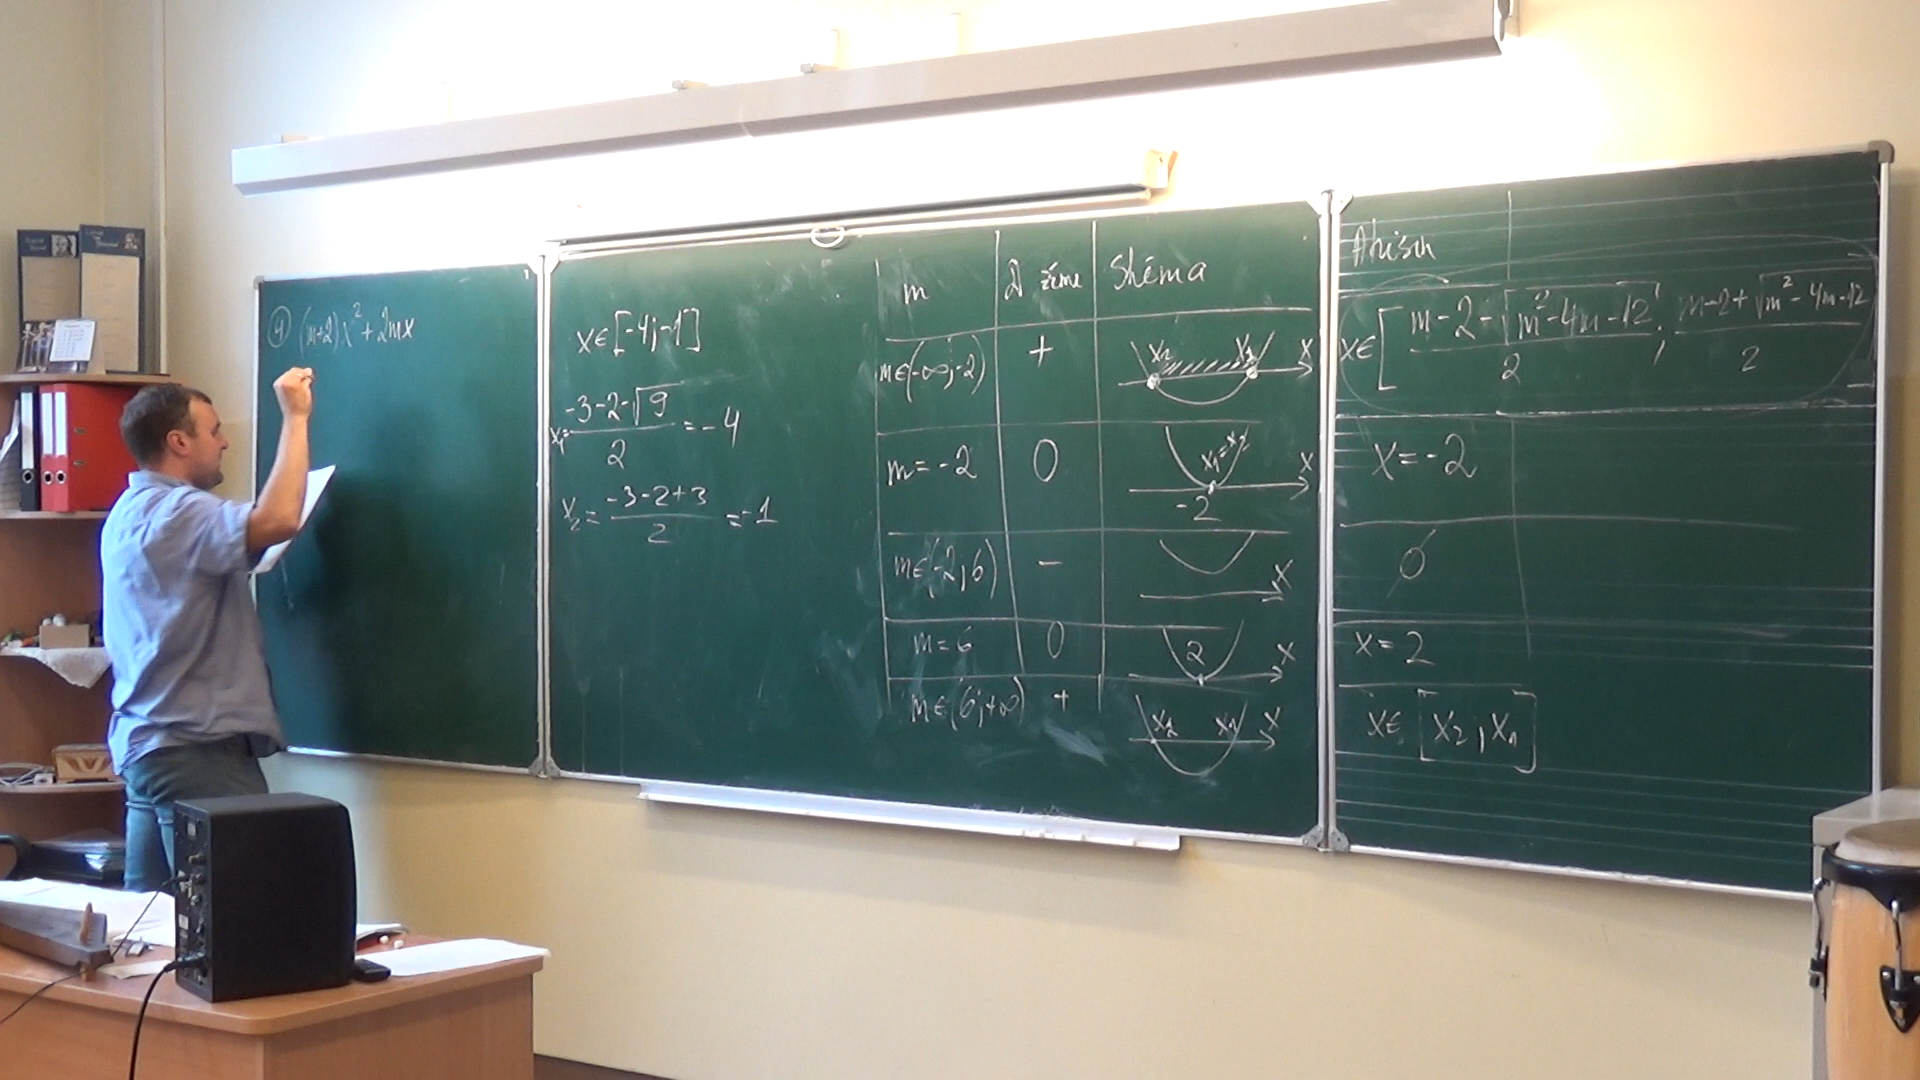 ④ (m+2)x² + 2mx
x∈[-4;-1]
x₁= (-3-2-√9)/2 = -4
x₂= (-3-2+3)/2 = -1
m | D zīme | Shēma | Atrisin
m∈(-∞;-2) | + | x₂ x₁ x | x∈[(m-2-√(m²-4m-12))/2; (m-2+√(m²-4m-12))/2
m=-2 | 0 | x₁=x₂ x -2 | x=-2
m∈(-2;6) | - | x | ∅
m=6 | 0 | 2 x | x=2
m∈(6;+∞) | + | x₂ x₁ x | x∈[x₂;x₁]